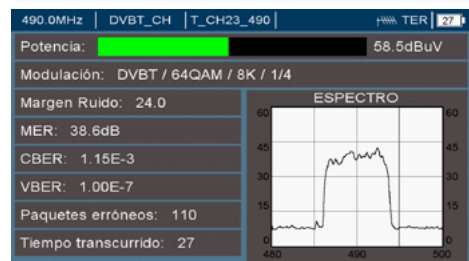 490.0MHz DVBT_CH T_CH23_490 TER 27
Potencia: 58.5dBuV
Modulación: DVBT / 64QAM / 8K / 1/4
Margen Ruido: 24.0
MER: 38.6dB
CBER: 1.15E-3
VBER: 1.00E-7
Paquetes erróneos: 110
Tiempo transcurrido: 27
ESPECTRO
60 60
45 45
30 30
15 15
0 0
480 490 500